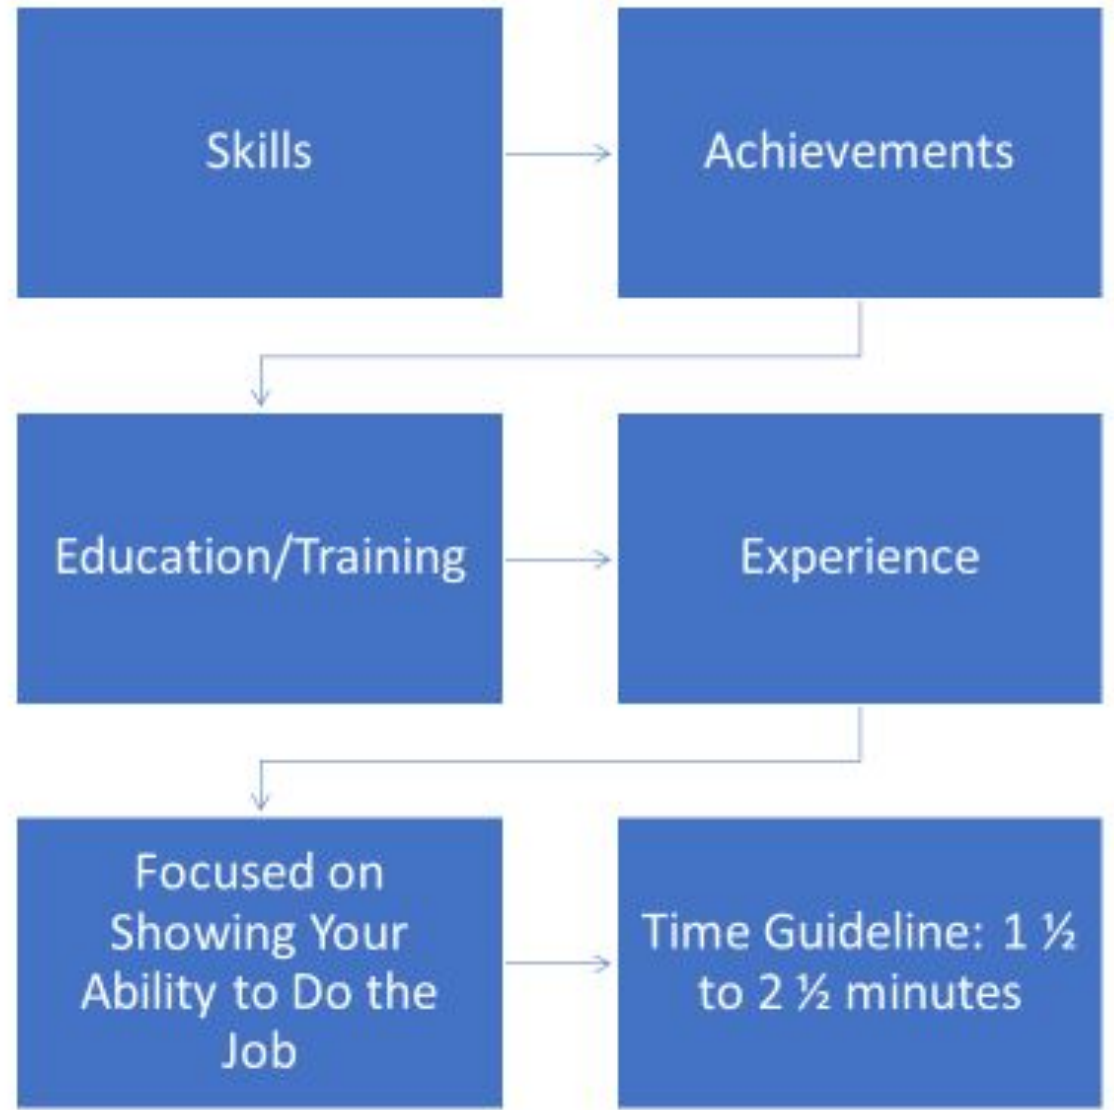 Skills
Achievements
Education/Training
Experience
Focused on
Showing Your
Ability to Do the
Job
Time Guideline: 1 ½
to 2 ½ minutes